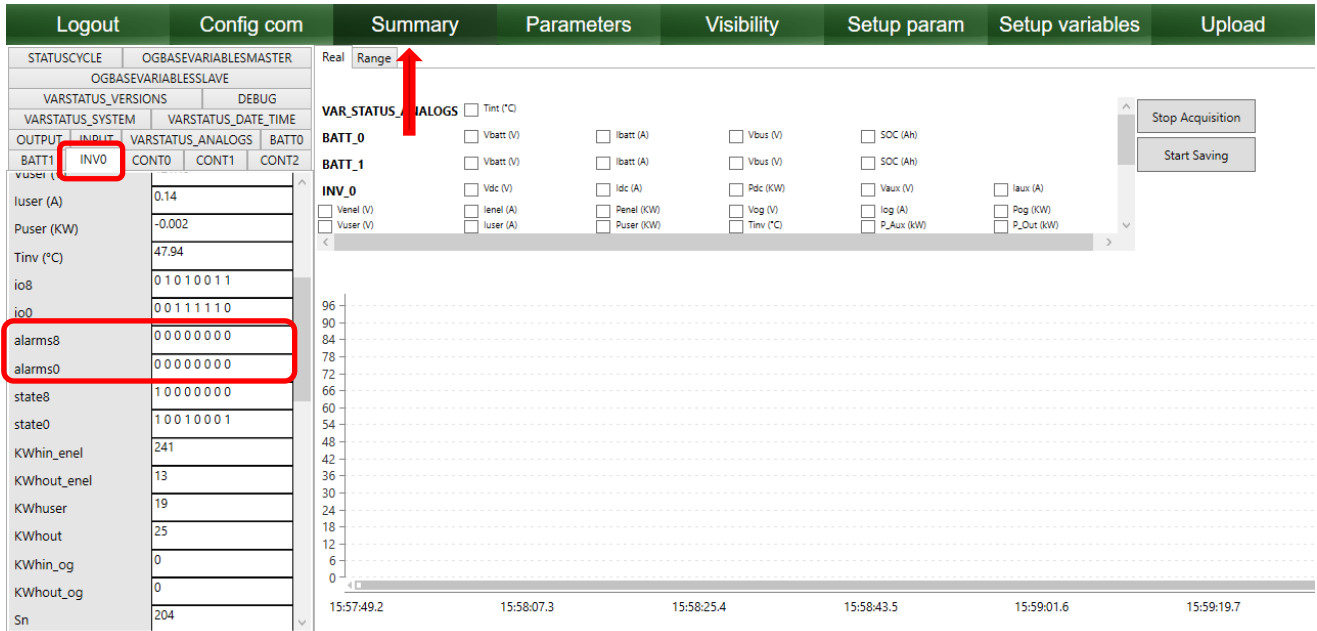 Logout Config com Summary Parameters Visibility Setup param Setup variables Upload
STATUSCYCLE OGBASEVARIABLESMASTER
OGBASEVARIABLESSLAVE
VARSTATUS_VERSIONS DEBUG
VARSTATUS_SYSTEM VARSTATUS_DATE_TIME
OUTPUT INPUT VARSTATUS_ANALOGS BATT0
BATT1 INV0 CONT0 CONT1 CONT2
Iuser (A) 0.14
Puser (KW) -0.002
Tinv (°C) 47.94
io8 0 1 0 1 0 0 1 1
io0 0 0 1 1 1 1 1 0
alarms8 0 0 0 0 0 0 0 0
alarms0 0 0 0 0 0 0 0 0
state8 1 0 0 0 0 0 0 0
state0 1 0 0 1 0 0 0 1
KWhin_enel 241
KWhout_enel 13
KWhuser 19
KWhout 25
KWhin_og 0
KWhout_og 0
Sn 204
Real Range
VAR_STATUS_ANALOGS Tint (°C)
BATT_0 Vbatt (V) Ibatt (A) Vbus (V) SOC (Ah)
BATT_1 Vbatt (V) Ibatt (A) Vbus (V) SOC (Ah)
INV_0 Vdc (V) Idc (A) Pdc (KW) Vaux (V) Iaux (A)
Venel (V) Ienel (A) Penel (KW) Vog (V) Iog (A) Pog (KW)
Vuser (V) Iuser (A) Puser (KW) Tinv (°C) P_Aux (kW) P_Out (kW)
Stop Acquisition
Start Saving
96
90
84
78
72
66
60
54
48
42
36
30
24
18
12
6
0
15:57:49.2 15:58:07.3 15:58:25.4 15:58:43.5 15:59:01.6 15:59:19.7